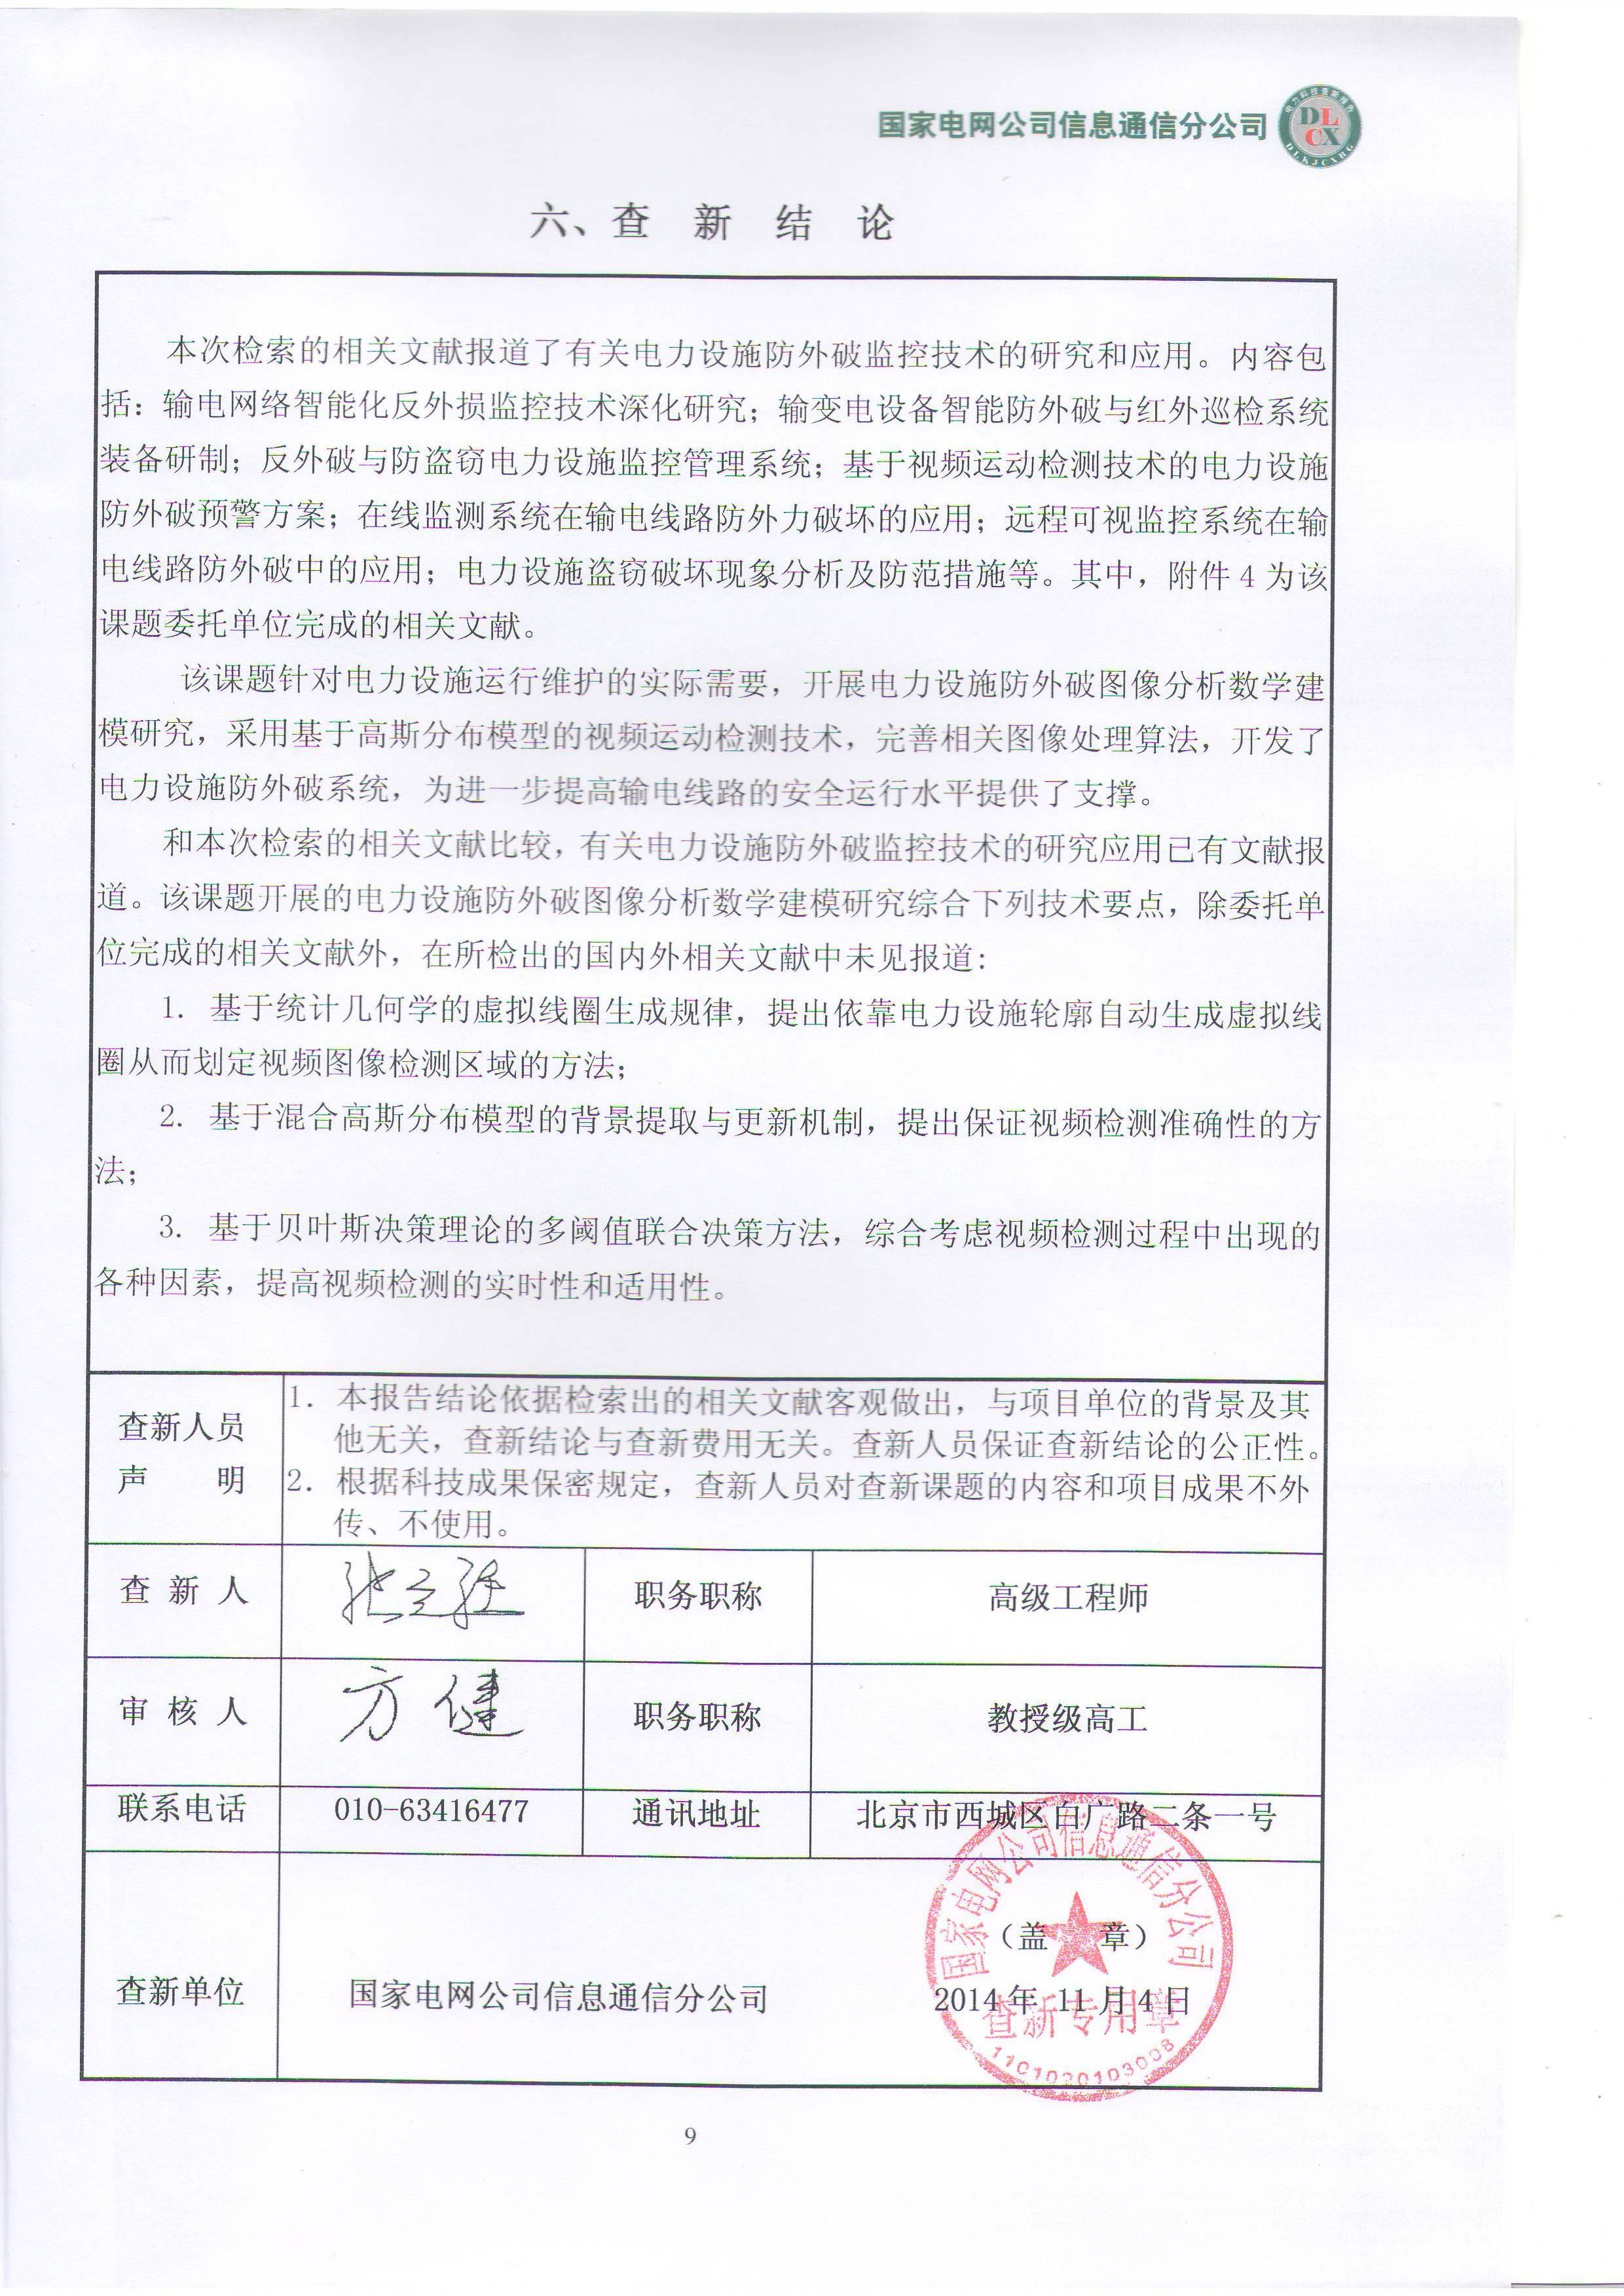 国家电网公司信息通信分公司
电力科技查新报告
DL
CX
DLKJCXBG
六、查 新 结 论
本次检索的相关文献报道了有关电力设施防外破监控技术的研究和应用。内容包
括：输电网络智能化反外损监控技术深化研究；输变电设备智能防外破与红外巡检系统
装备研制；反外破与防盗窃电力设施监控管理系统；基于视频运动检测技术的电力设施
防外破预警方案；在线监测系统在输电线路防外力破坏的应用；远程可视监控系统在输
电线路防外破中的应用；电力设施盗窃破坏现象分析及防范措施等。其中，附件 4 为该
课题委托单位完成的相关文献。
该课题针对电力设施运行维护的实际需要，开展电力设施防外破图像分析数学建
模研究，采用基于高斯分布模型的视频运动检测技术，完善相关图像处理算法，开发了
电力设施防外破系统，为进一步提高输电线路的安全运行水平提供了支撑。
和本次检索的相关文献比较，有关电力设施防外破监控技术的研究应用已有文献报
道。该课题开展的电力设施防外破图像分析数学建模研究综合下列技术要点，除委托单
位完成的相关文献外，在所检出的国内外相关文献中未见报道：
1. 基于统计几何学的虚拟线圈生成规律，提出依靠电力设施轮廓自动生成虚拟线
圈从而划定视频图像检测区域的方法；
2. 基于混合高斯分布模型的背景提取与更新机制，提出保证视频检测准确性的方
法；
3. 基于贝叶斯决策理论的多阈值联合决策方法，综合考虑视频检测过程中出现的
各种因素，提高视频检测的实时性和适用性。
查新人员
声 明
1. 本报告结论依据检索出的相关文献客观做出，与项目单位的背景及其
他无关，查新结论与查新费用无关。查新人员保证查新结论的公正性。
2. 根据科技成果保密规定，查新人员对查新课题的内容和项目成果不外
传、不使用。
查 新 人 职务职称 高级工程师
审 核 人 方健 职务职称 教授级高工
联系电话 010-63416477 通讯地址 北京市西城区白广路二条一号
查新单位 国家电网公司信息通信分公司
（盖 章）
2014 年 11 月 4 日
国家电网公司信息通信分公司
查新专用章
1101020103008
9